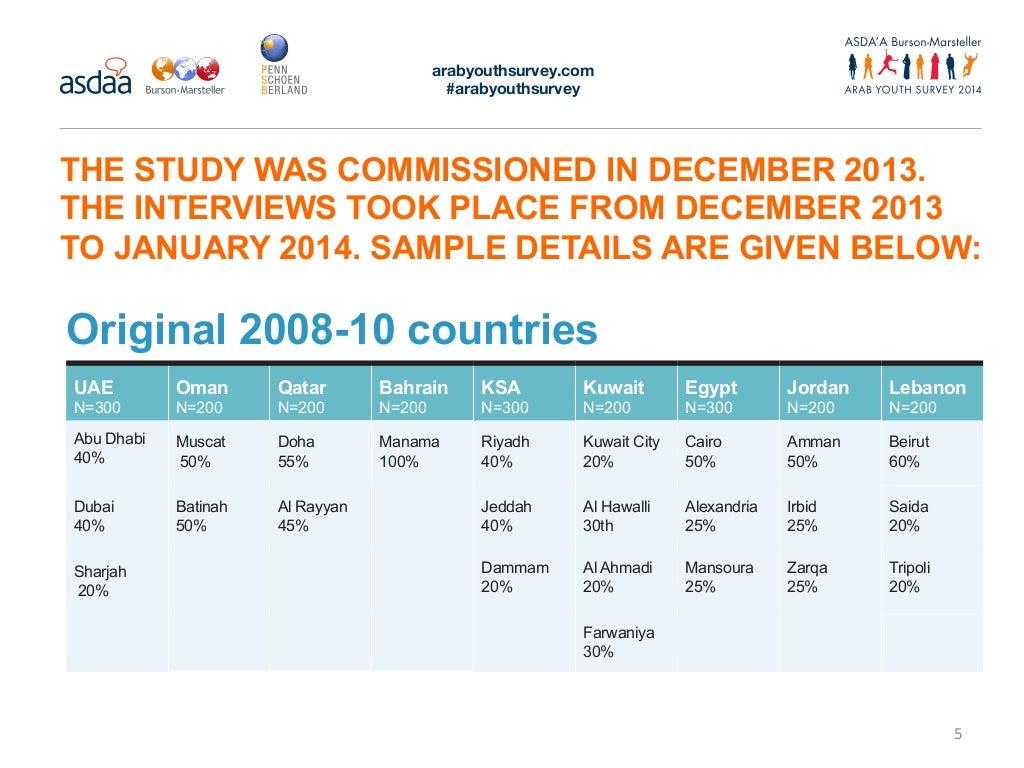 asdaa
Burson-Marsteller
PENN
SCHOEN
BERLAND
arabyouthsurvey.com
#arabyouthsurvey
ASDA'A Burson-Marsteller
ARAB YOUTH SURVEY 2014
THE STUDY WAS COMMISSIONED IN DECEMBER 2013.
THE INTERVIEWS TOOK PLACE FROM DECEMBER 2013
TO JANUARY 2014. SAMPLE DETAILS ARE GIVEN BELOW:
Original 2008-10 countries
UAE Oman Qatar Bahrain KSA Kuwait Egypt Jordan Lebanon
N=300 N=200 N=200 N=200 N=300 N=200 N=300 N=200 N=200
Abu Dhabi Muscat Doha Manama Riyadh Kuwait City Cairo Amman Beirut
40% 50% 55% 100% 40% 20% 50% 50% 60%
Dubai Batinah Al Rayyan Jeddah Al Hawalli Alexandria Irbid Saida
40% 50% 45% 40% 30th 25% 25% 20%
Sharjah Dammam Al Ahmadi Mansoura Zarqa Tripoli
20% 20% 20% 25% 25% 20%
Farwaniya
30%
5